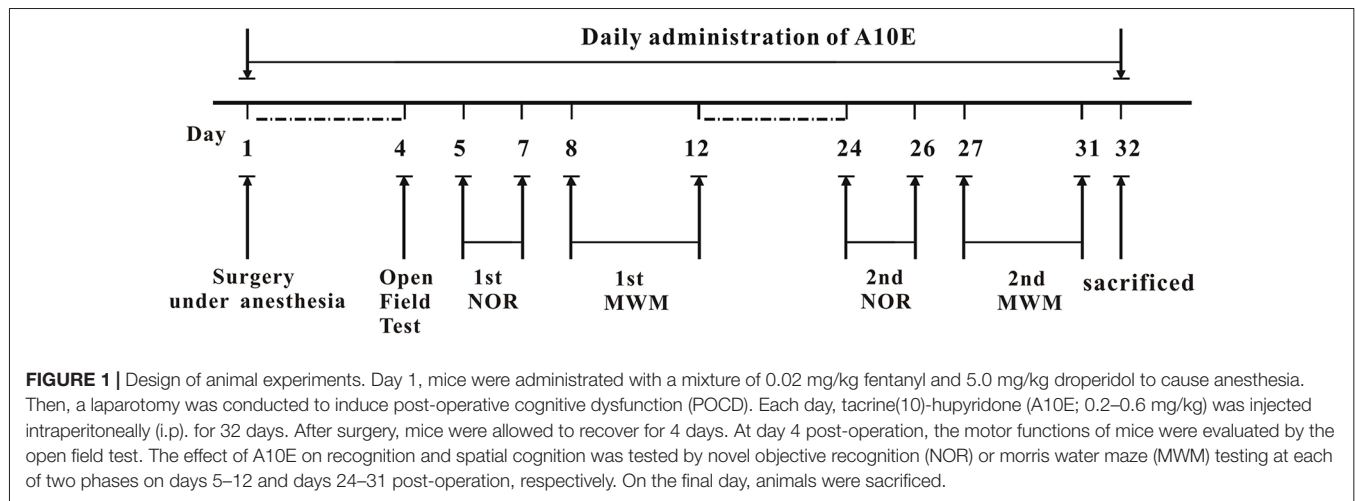 Daily administration of A10E
Day
1 4 5 7 8 12 24 26 27 31 32
Surgery
under anesthesia
Open
Field
Test
1st
NOR
1st
MWM
2nd
NOR
2nd
MWM
sacrificed
FIGURE 1 | Design of animal experiments. Day 1, mice were administrated with a mixture of 0.02 mg/kg fentanyl and 5.0 mg/kg droperidol to cause anesthesia.
Then, a laparotomy was conducted to induce post-operative cognitive dysfunction (POCD). Each day, tacrine(10)-hupyridone (A10E; 0.2–0.6 mg/kg) was injected
intraperitoneally (i.p). for 32 days. After surgery, mice were allowed to recover for 4 days. At day 4 post-operation, the motor functions of mice were evaluated by the
open field test. The effect of A10E on recognition and spatial cognition was tested by novel objective recognition (NOR) or morris water maze (MWM) testing at each
of two phases on days 5–12 and days 24–31 post-operation, respectively. On the final day, animals were sacrificed.